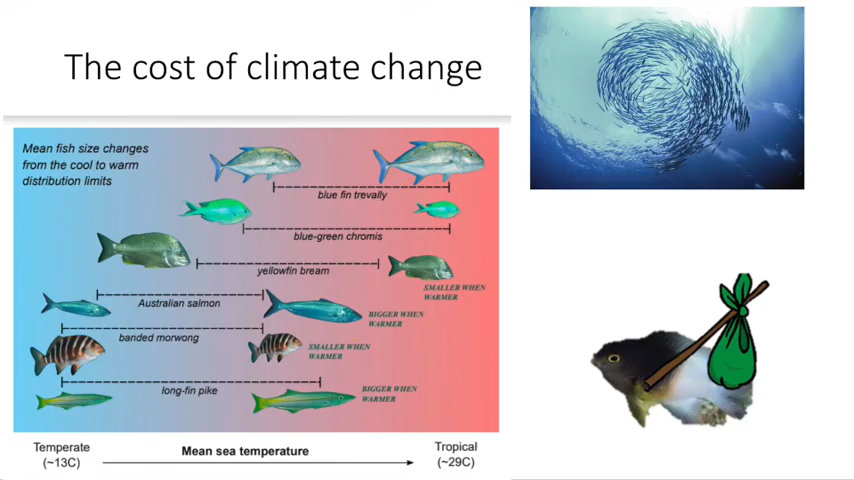 The cost of climate change
Mean fish size changes
from the cool to warm
distribution limits
blue fin trevally
blue-green chromis
yellowfin bream
SMALLER WHEN
WARMER
Australian salmon
BIGGER WHEN
WARMER
banded morwong
SMALLER WHEN
WARMER
long-fin pike
BIGGER WHEN
WARMER
Temperate
(~13C)
Mean sea temperature
Tropical
(~29C)